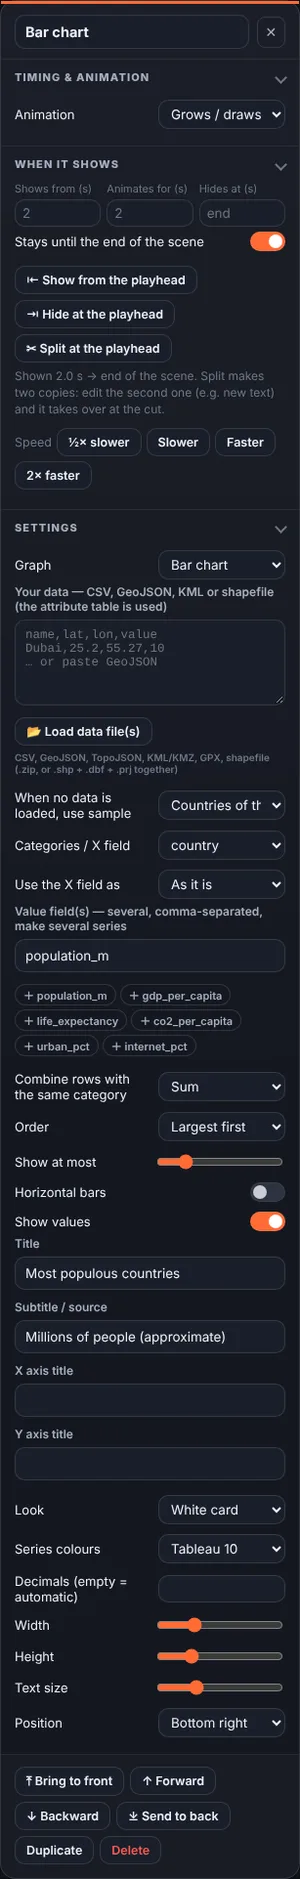 Bar chart
×
TIMING & ANIMATION
Animation
Grows / draws
WHEN IT SHOWS
Shows from (s)
Animates for (s)
Hides at (s)
2
2
end
Stays until the end of the scene
⇤ Show from the playhead
⇥ Hide at the playhead
✂ Split at the playhead
Shown 2.0 s → end of the scene. Split makes
two copies: edit the second one (e.g. new text)
and it takes over at the cut.
Speed
½× slower
Slower
Faster
2× faster
SETTINGS
Graph
Bar chart
Your data — CSV, GeoJSON, KML or shapefile
(the attribute table is used)
name,lat,lon,value
Dubai,25.2,55.27,10
… or paste GeoJSON
📂 Load data file(s)
CSV, GeoJSON, TopoJSON, KML/KMZ, GPX, shapefile
(.zip, or .shp + .dbf + .prj together)
When no data is
loaded, use sample
Countries of th
Categories / X field
country
Use the X field as
As it is
Value field(s) — several, comma-separated,
make several series
population_m
+ population_m
+ gdp_per_capita
+ life_expectancy
+ co2_per_capita
+ urban_pct
+ internet_pct
Combine rows with
the same category
Sum
Order
Largest first
Show at most
Horizontal bars
Show values
Title
Most populous countries
Subtitle / source
Millions of people (approximate)
X axis title
Y axis title
Look
White card
Series colours
Tableau 10
Decimals (empty =
automatic)
Width
Height
Text size
Position
Bottom right
⤒ Bring to front
↑ Forward
↓ Backward
⤓ Send to back
Duplicate
Delete